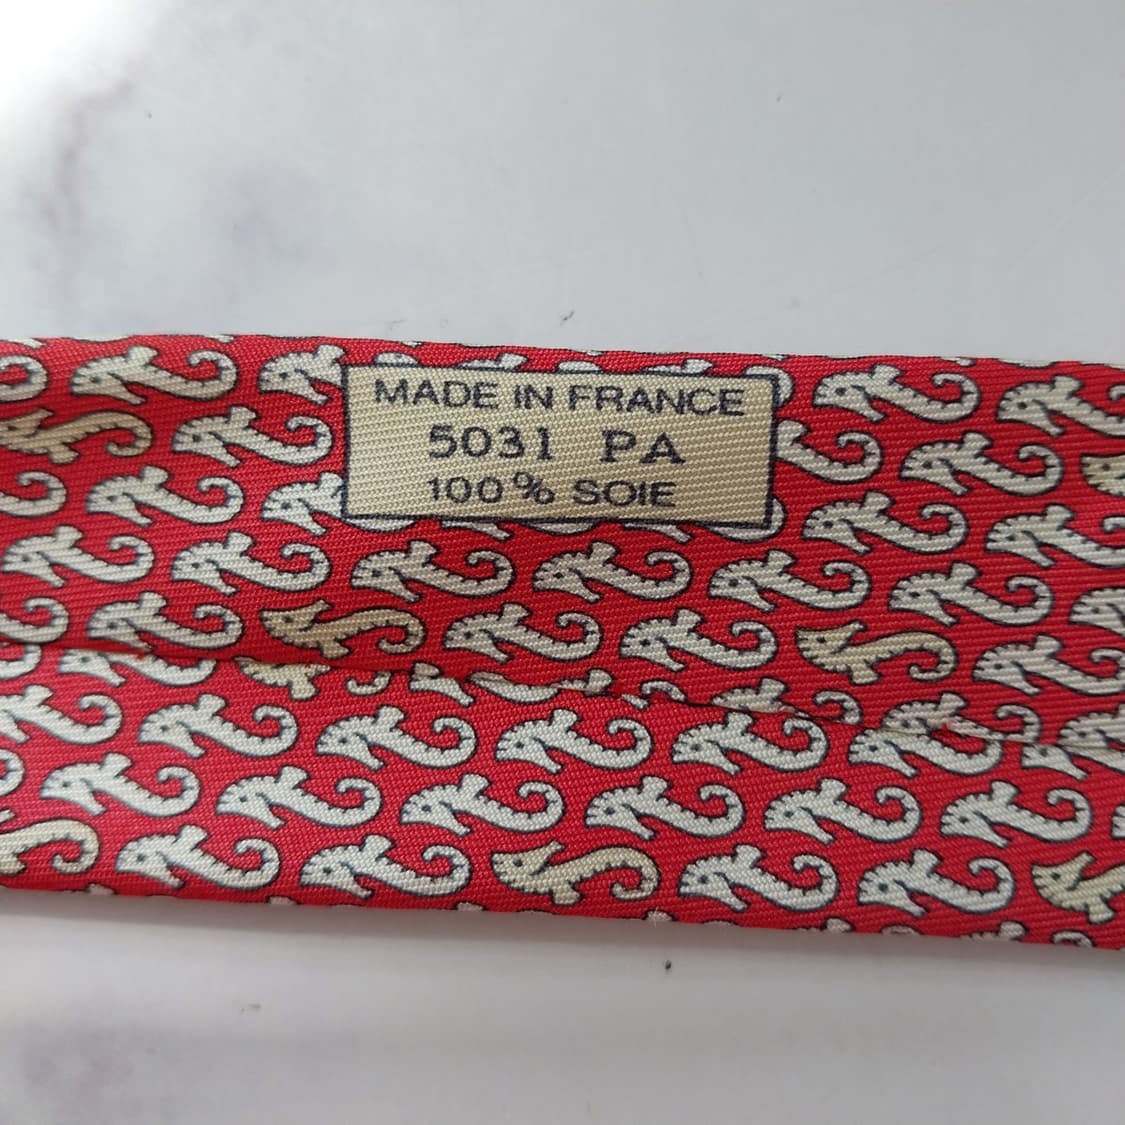 MADE IN FRANCE
5031 PA
100% SOIE